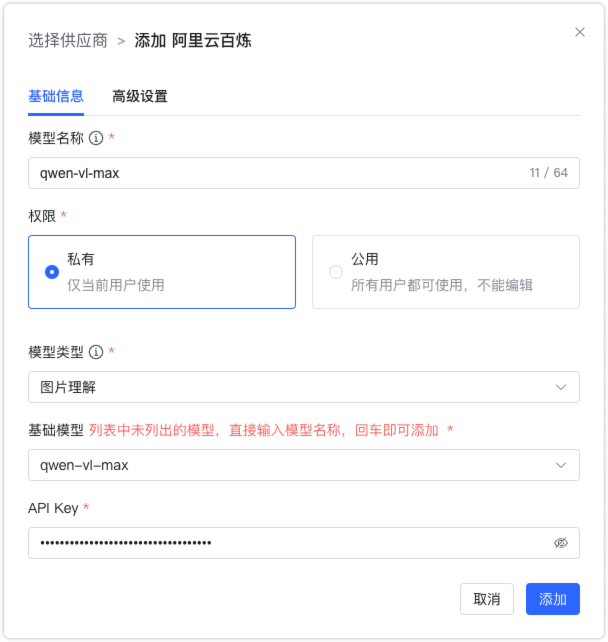 选择供应商 > 添加 阿里云百炼
基础信息 高级设置
模型名称 *
qwen-vl-max 11 / 64
权限 *
私有
仅当前用户使用
公用
所有用户都可使用，不能编辑
模型类型 *
图片理解
基础模型 列表中未列出的模型，直接输入模型名称，回车即可添加 *
qwen-vl-max
API Key *
••••••••••••••••••••••••••••••••••••
取消 添加